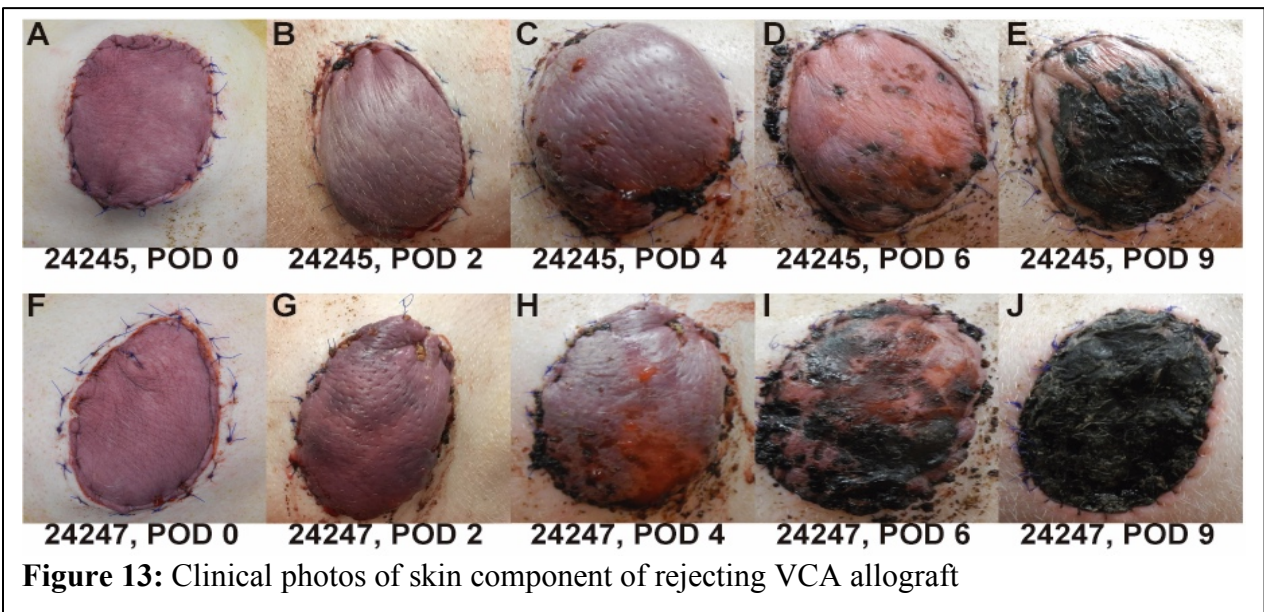 A B C D E
24245, POD 0 24245, POD 2 24245, POD 4 24245, POD 6 24245, POD 9
F G H I J
24247, POD 0 24247, POD 2 24247, POD 4 24247, POD 6 24247, POD 9
Figure 13: Clinical photos of skin component of rejecting VCA allograft